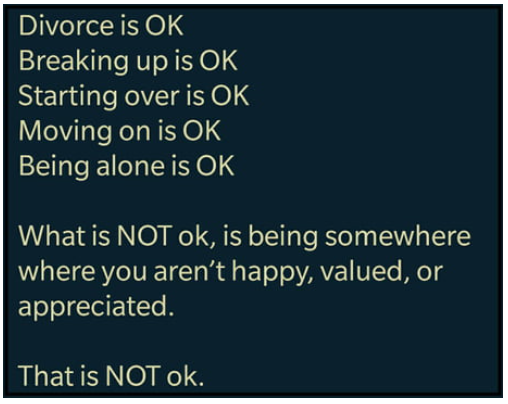 Divorce is OK
Breaking up is OK
Starting over is OK
Moving on is OK
Being alone is OK
What is NOT ok, is being somewhere
where you aren’t happy, valued, or
appreciated.
That is NOT ok.